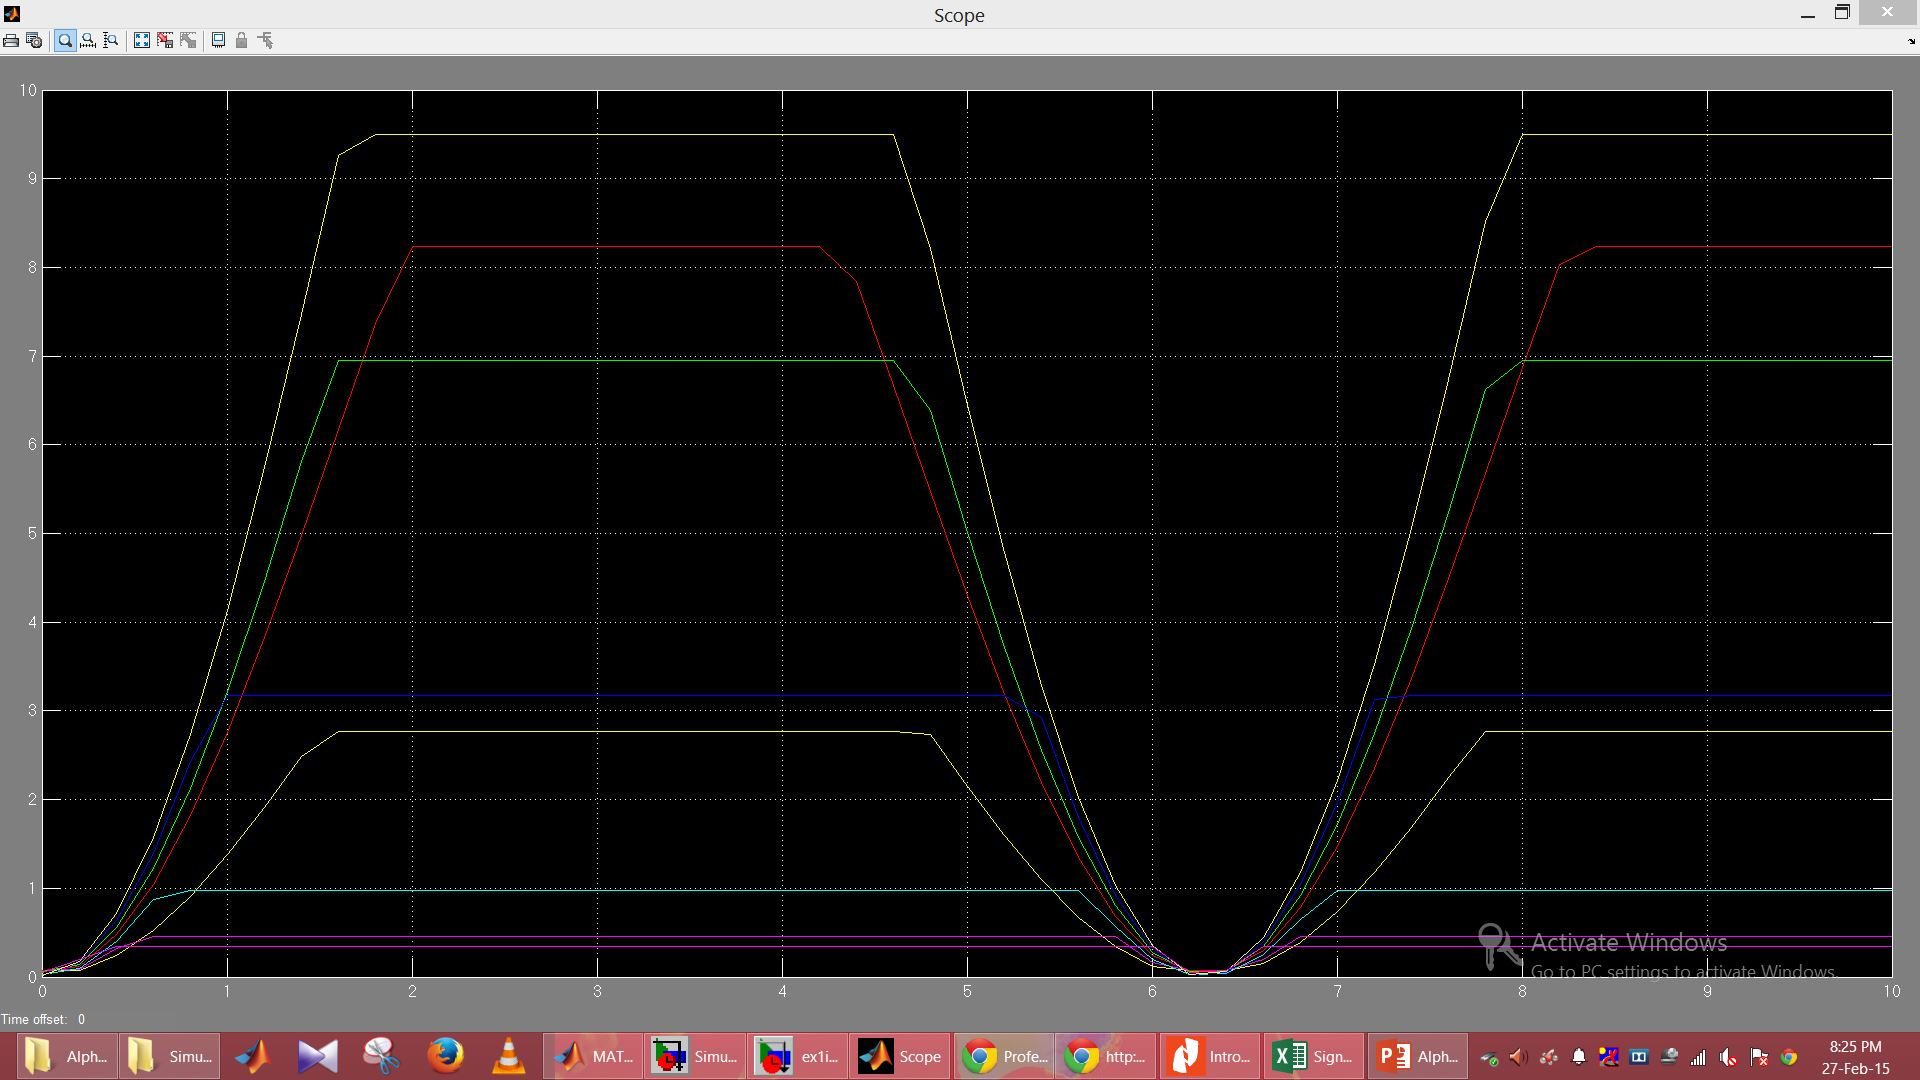 Scope
10
9
8
7
6
5
4
3
2
1
0
0 1 2 3 4 5 6 7 8 9 10
Activate Windows
Go to PC settings to activate Windows.
Time offset: 0
Alph... Simu... MAT... Simu... ex1i... Scope Profe... http:... Intro... Sign... Alph...
8:25 PM
27-Feb-15